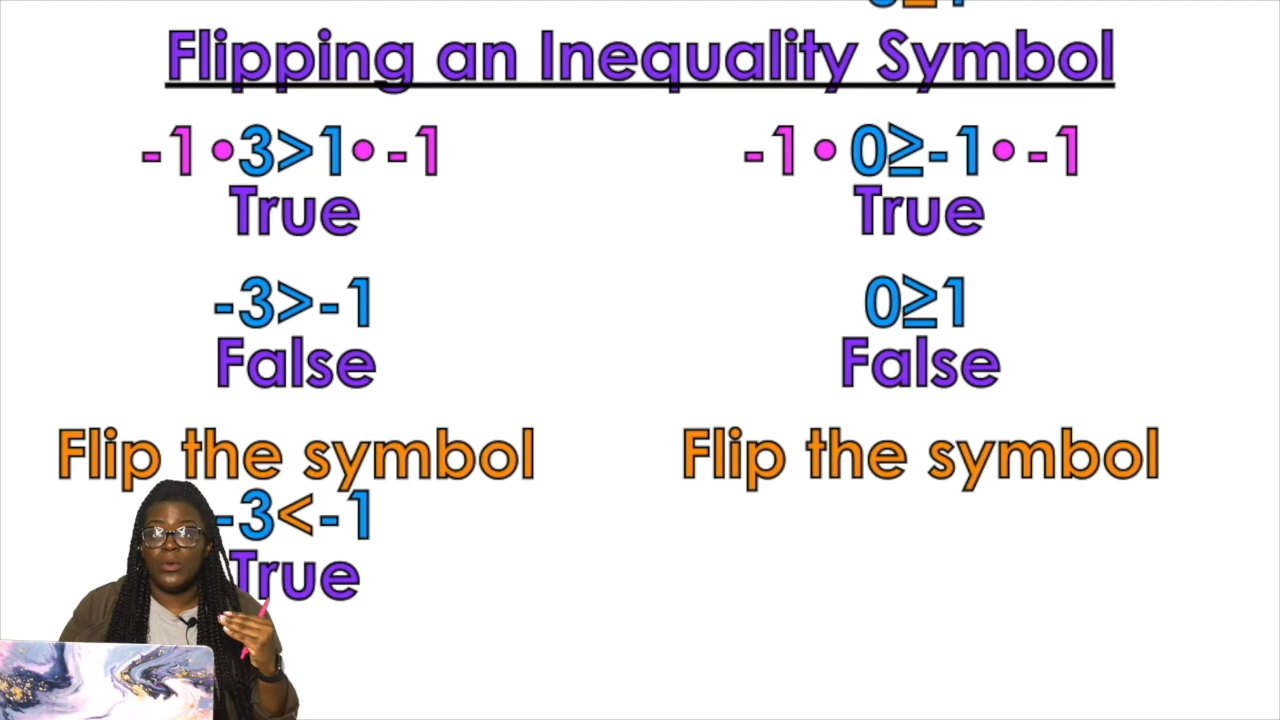 Flipping an Inequality Symbol
-1•3>1•-1
True
-3>-1
False
Flip the symbol
-3<-1
True
-1•0≥-1•-1
True
0≥1
False
Flip the symbol